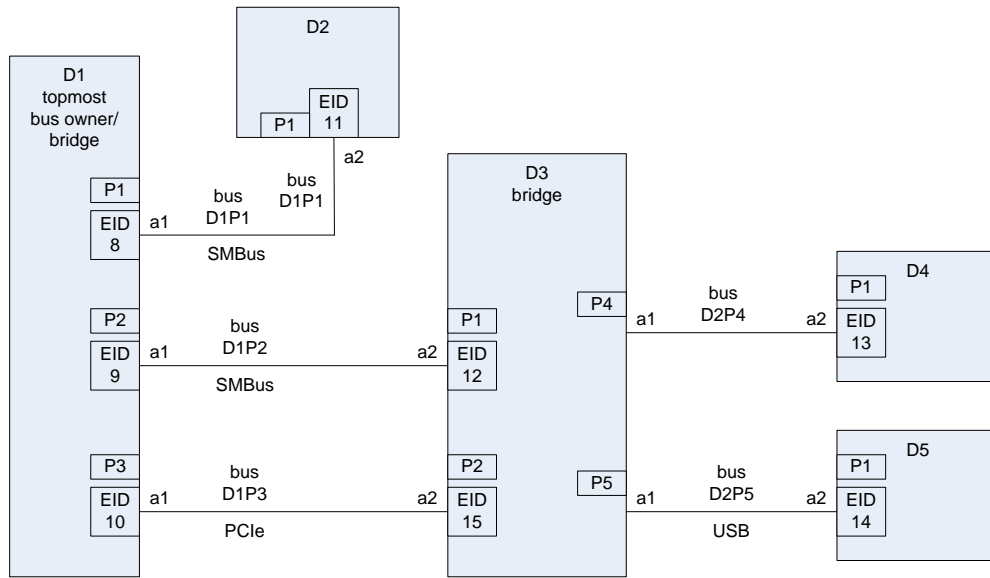 D1
topmost
bus owner/
bridge
P1
EID
8
a1
bus
D1P1
SMBus
bus
D1P1
D2
P1
EID
11
a2
P2
EID
9
a1
bus
D1P2
SMBus
a2
P3
EID
10
a1
bus
D1P3
PCIe
a2
D3
bridge
P1
EID
12
P2
EID
15
P4
a1
bus
D2P4
a2
P5
a1
bus
D2P5
USB
a2
D4
P1
EID
13
D5
P1
EID
14